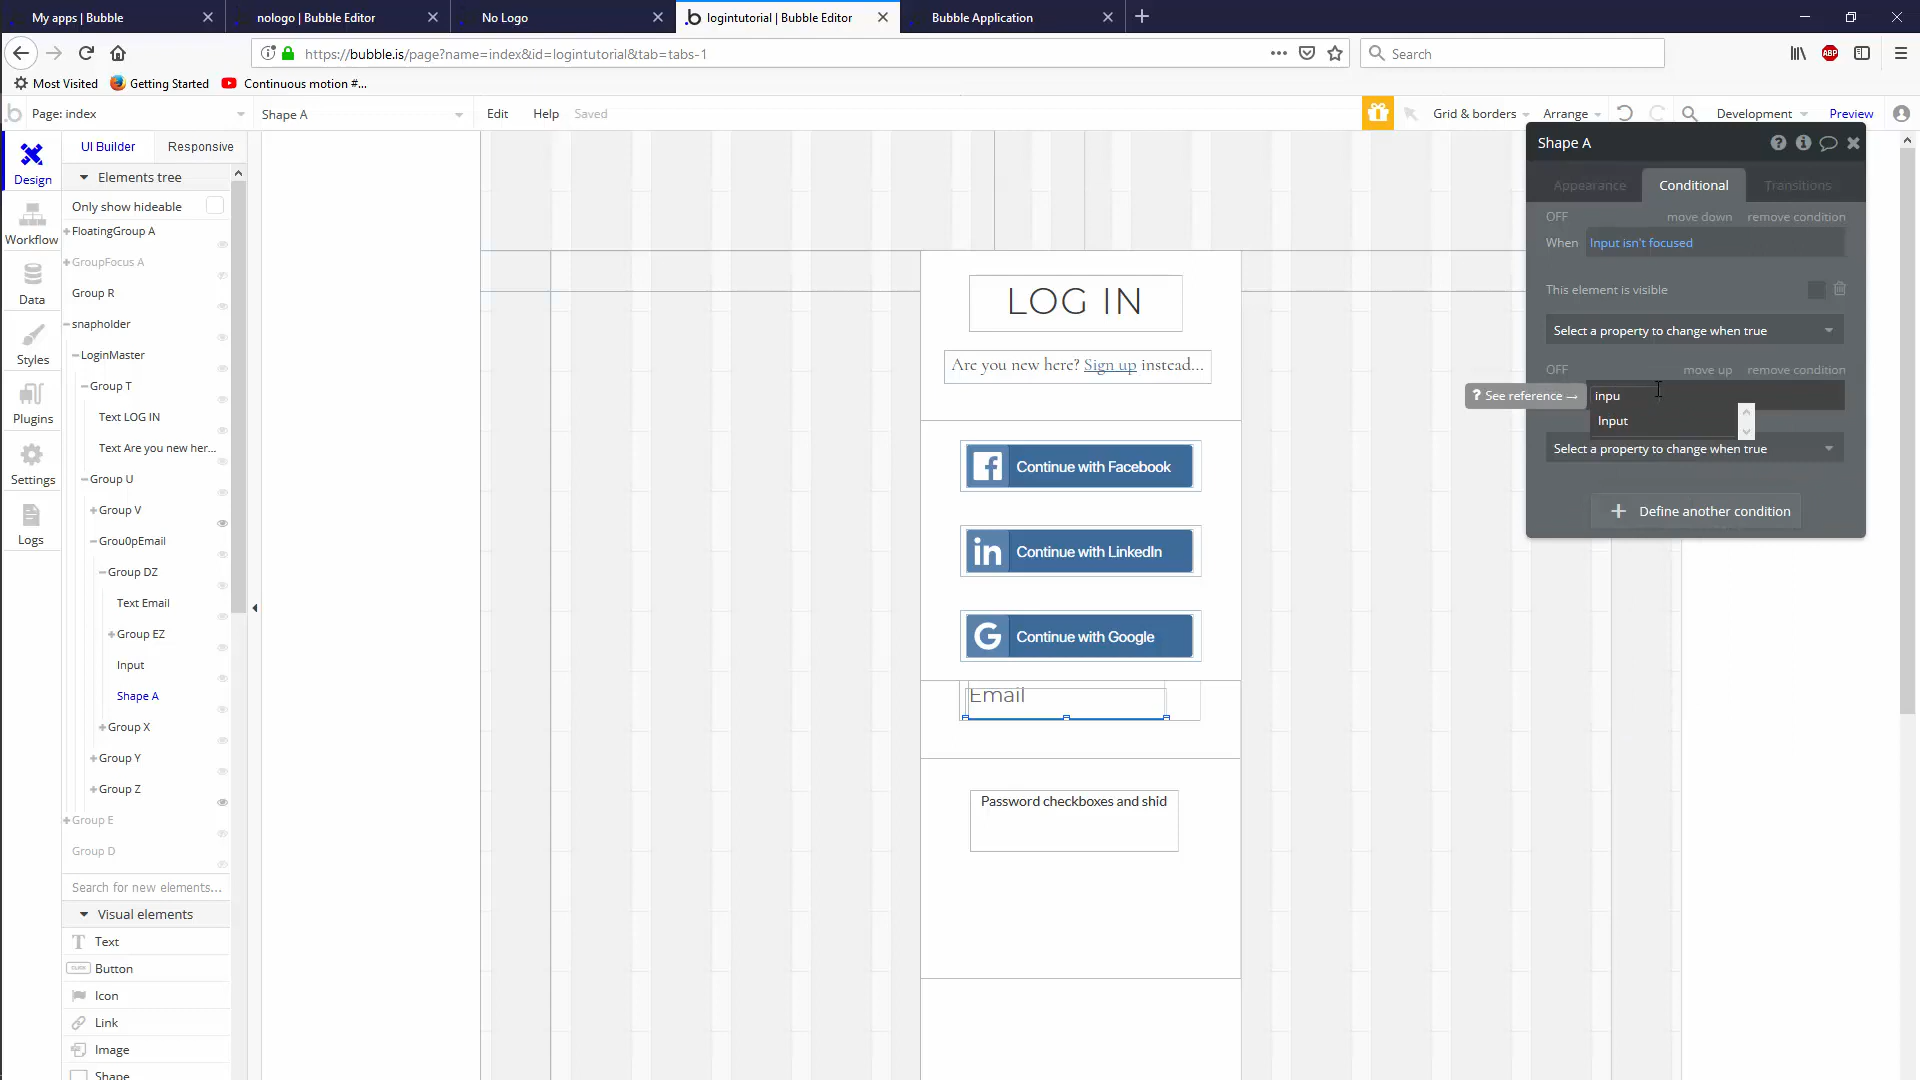 My apps | Bubble
nologo | Bubble Editor
No Logo
logintutorial | Bubble Editor
Bubble Application
https://bubble.is/page?name=index&id=logintutorial&tab=tabs-1
Search
Most Visited
Getting Started
Continuous motion #...
Page: index
Shape A
Edit
Help
Saved
Grid & borders
Arrange
Development
Preview
Design
Workflow
Data
Styles
Plugins
Settings
Logs
UI Builder
Responsive
Elements tree
Only show hideable
FloatingGroup A
GroupFocus A
Group R
snapholder
LoginMaster
Group T
Text LOG IN
Text Are you new her...
Group U
Group V
Grou0pEmail
Group DZ
Text Email
Group EZ
Input
Shape A
Group X
Group Y
Group Z
Group E
Group D
Search for new elements...
Visual elements
Text
CLICK
Button
Icon
Link
Image
Shape
LOG IN
Are you new here? Sign up instead...
Continue with Facebook
Continue with LinkedIn
Continue with Google
Email
Password checkboxes and shid
Shape A
Appearance
Conditional
Transitions
OFF
move down
remove condition
When
Input isn't focused
This element is visible
Select a property to change when true
OFF
move up
remove condition
? See reference →
inpu
Input
Select a property to change when true
Define another condition
ABP